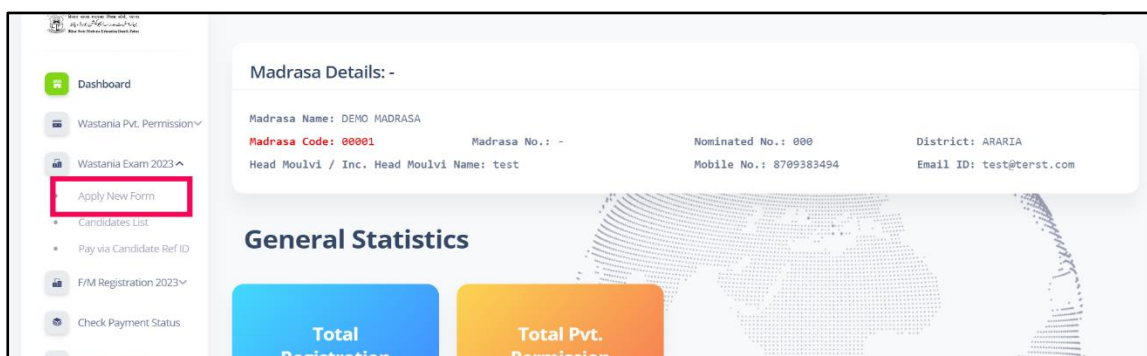 Dashboard
Wastania Pvt. Permission
Wastania Exam 2023
Apply New Form
Candidates List
Pay via Candidate Ref ID
F/M Registration 2023
Check Payment Status
Madrasa Details: -
Madrasa Name: DEMO MADRASA
Madrasa Code: 00001 Madrasa No.: - Nominated No.: 000 District: ARARIA
Head Moulvi / Inc. Head Moulvi Name: test Mobile No.: 8709383494 Email ID: test@terst.com
General Statistics
Total
Registration
Total Pvt.
Permission